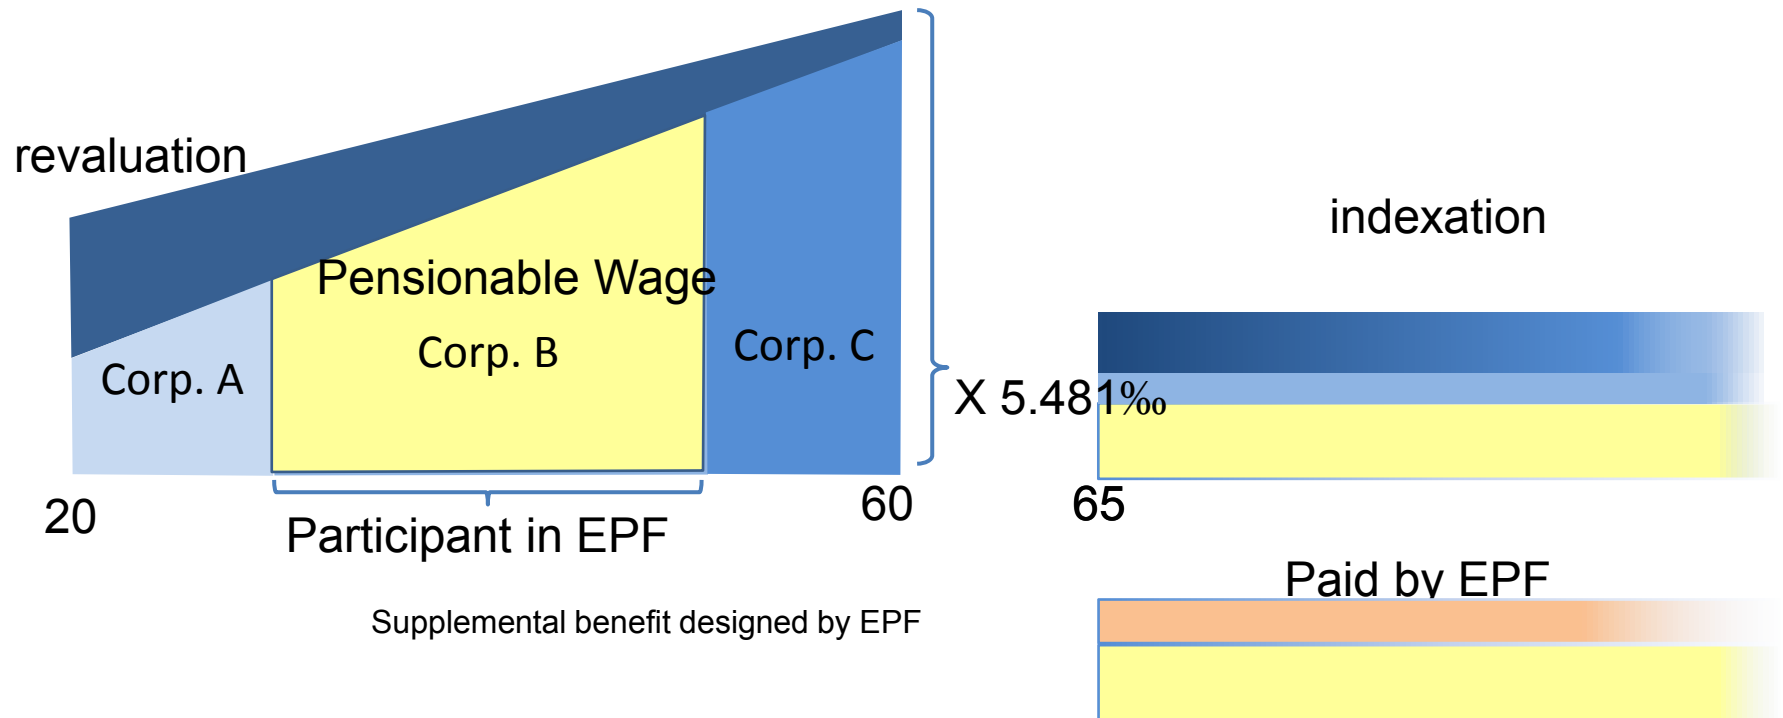 revaluation
indexation
Pensionable Wage
Corp. A
Corp. B
Corp. C
X 5.481‰
20
60
65
Participant in EPF
Paid by EPF
Supplemental benefit designed by EPF